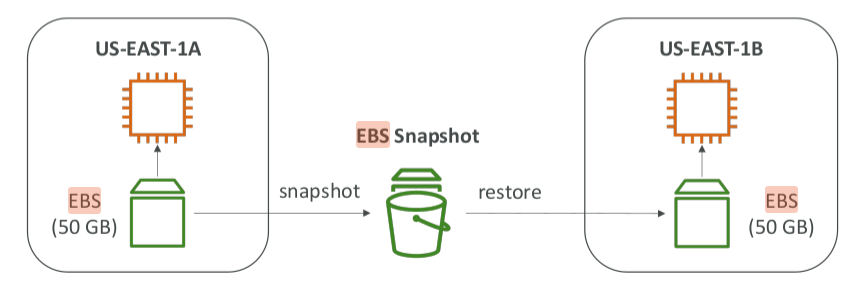 US-EAST-1A
EBS
(50 GB)
snapshot
EBS Snapshot
restore
US-EAST-1B
EBS
(50 GB)